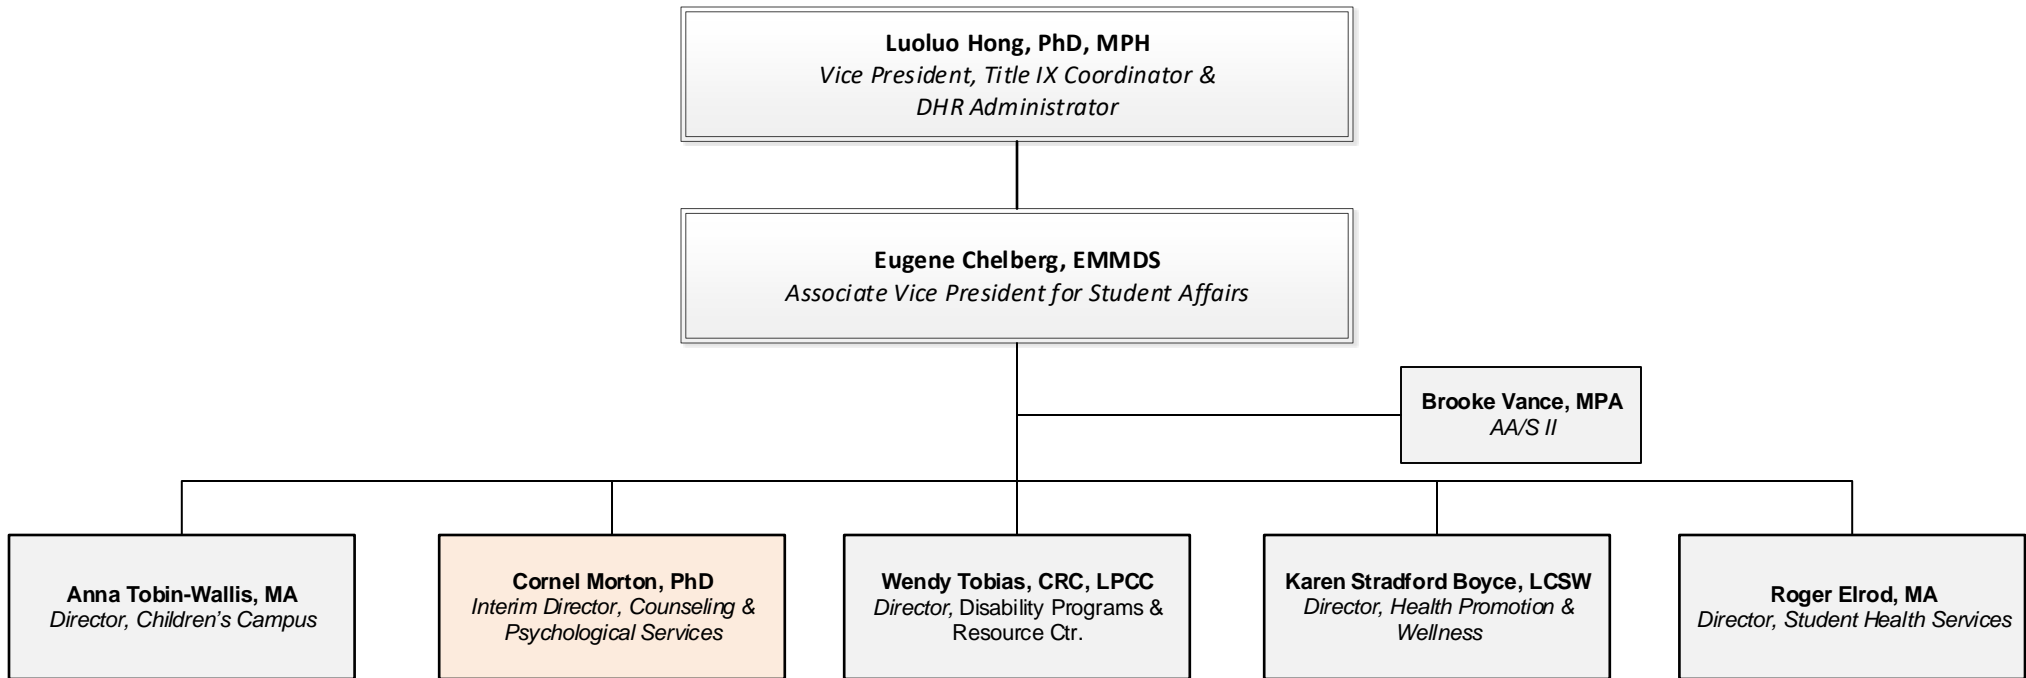 Luoluo Hong, PhD, MPH
Vice President, Title IX Coordinator &
DHR Administrator
Eugene Chelberg, EMMDS
Associate Vice President for Student Affairs
Brooke Vance, MPA
AA/S II
Anna Tobin-Wallis, MA
Director, Children’s Campus
Cornel Morton, PhD
Interim Director, Counseling &
Psychological Services
Wendy Tobias, CRC, LPCC
Director, Disability Programs &
Resource Ctr.
Karen Stradford Boyce, LCSW
Director, Health Promotion &
Wellness
Roger Elrod, MA
Director, Student Health Services